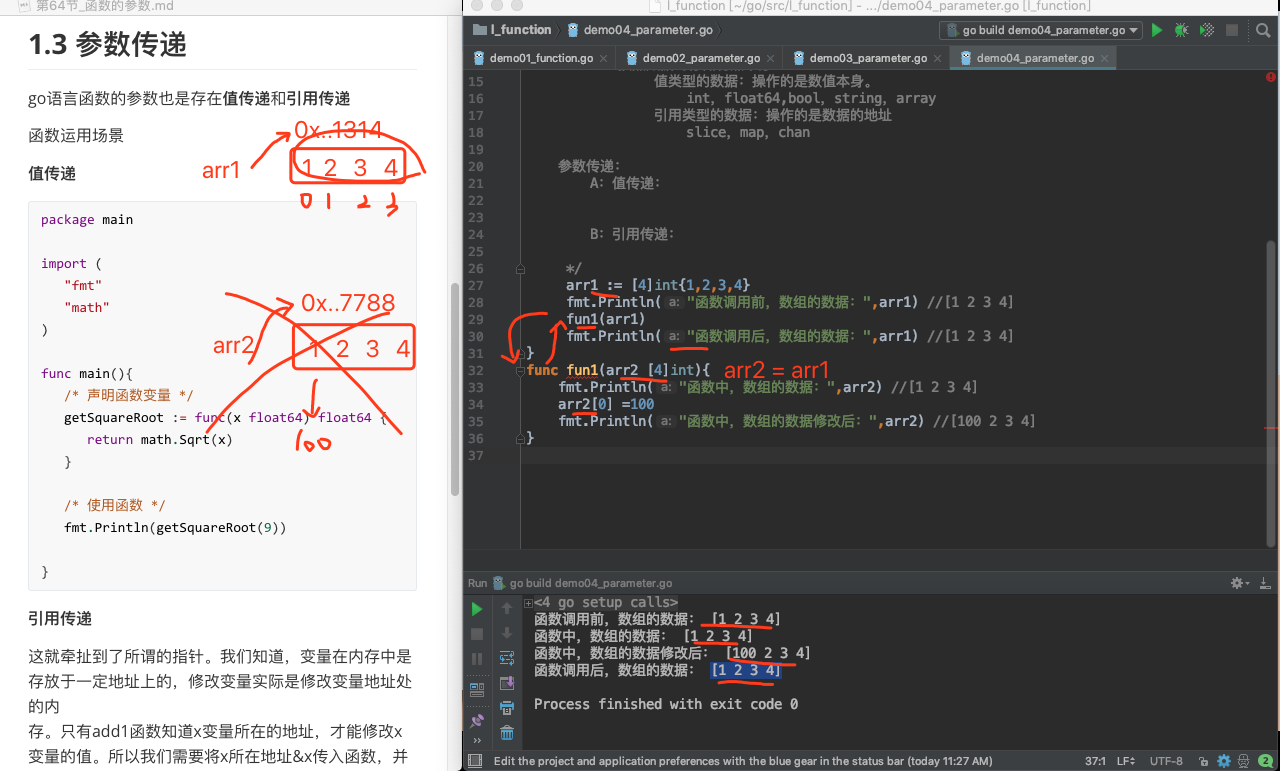 第64节_函数的参数.md
1.3 参数传递
go语言函数的参数也是存在值传递和引用传递
函数运用场景
值传递
0x..1314
arr1
1 2 3 4
0 1 2 3
package main
import (
"fmt"
"math"
)
0x..7788
arr2
1 2 3 4
100
func main(){
/* 声明函数变量 */
getSquareRoot := func(x float64) float64 {
return math.Sqrt(x)
}
/* 使用函数 */
fmt.Println(getSquareRoot(9))
}
引用传递
这就牵扯到了所谓的指针。我们知道，变量在内存中是
存放于一定地址上的，修改变量实际是修改变量地址处
的内
存。只有add1函数知道x变量所在的地址，才能修改x
变量的值。所以我们需要将x所在地址&x传入函数，并
l_function [~/go/src/l_function] - .../demo04_parameter.go [l_function]
l_function demo04_parameter.go go build demo04_parameter.go
demo01_function.go demo02_parameter.go demo03_parameter.go demo04_parameter.go
15 值类型的数据：操作的是数值本身。
16 int, float64,bool, string, array
17 引用类型的数据：操作的是数据的地址
18 slice, map, chan
19
20 参数传递：
21 A：值传递：
22
23
24 B：引用传递：
25
26 */
27 arr1 := [4]int{1,2,3,4}
28 fmt.Println( a: "函数调用前，数组的数据：",arr1) //[1 2 3 4]
29 fun1(arr1)
30 fmt.Println( a: "函数调用后，数组的数据：",arr1) //[1 2 3 4]
31 }
32 func fun1(arr2 [4]int){ arr2 = arr1
33 fmt.Println( a: "函数中，数组的数据：",arr2) //[1 2 3 4]
34 arr2[0] =100
35 fmt.Println( a: "函数中，数组的数据修改后：",arr2) //[100 2 3 4]
36 }
37
Run go build demo04_parameter.go
<4 go setup calls>
函数调用前，数组的数据： [1 2 3 4]
函数中，数组的数据： [1 2 3 4]
函数中，数组的数据修改后： [100 2 3 4]
函数调用后，数组的数据： [1 2 3 4]
Process finished with exit code 0
Edit the project and application preferences with the blue gear in the status bar (today 11:27 AM) 37:1 LF UTF-8 2